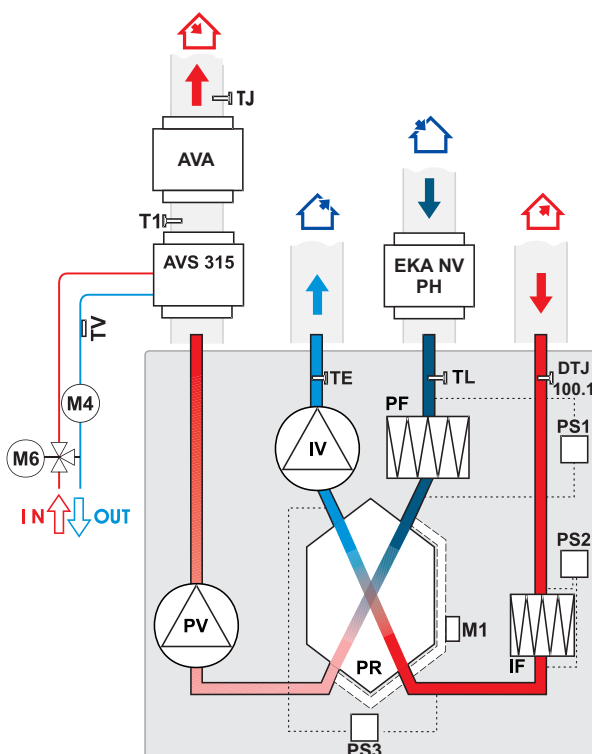 TJ
AVA
T1
AVS 315
EKA NV
PH
TV
TE
TL
DTJ
100.1
PF
M4
IV
PS1
M6
IN
OUT
PS2
PV
M1
PR
IF
PS3